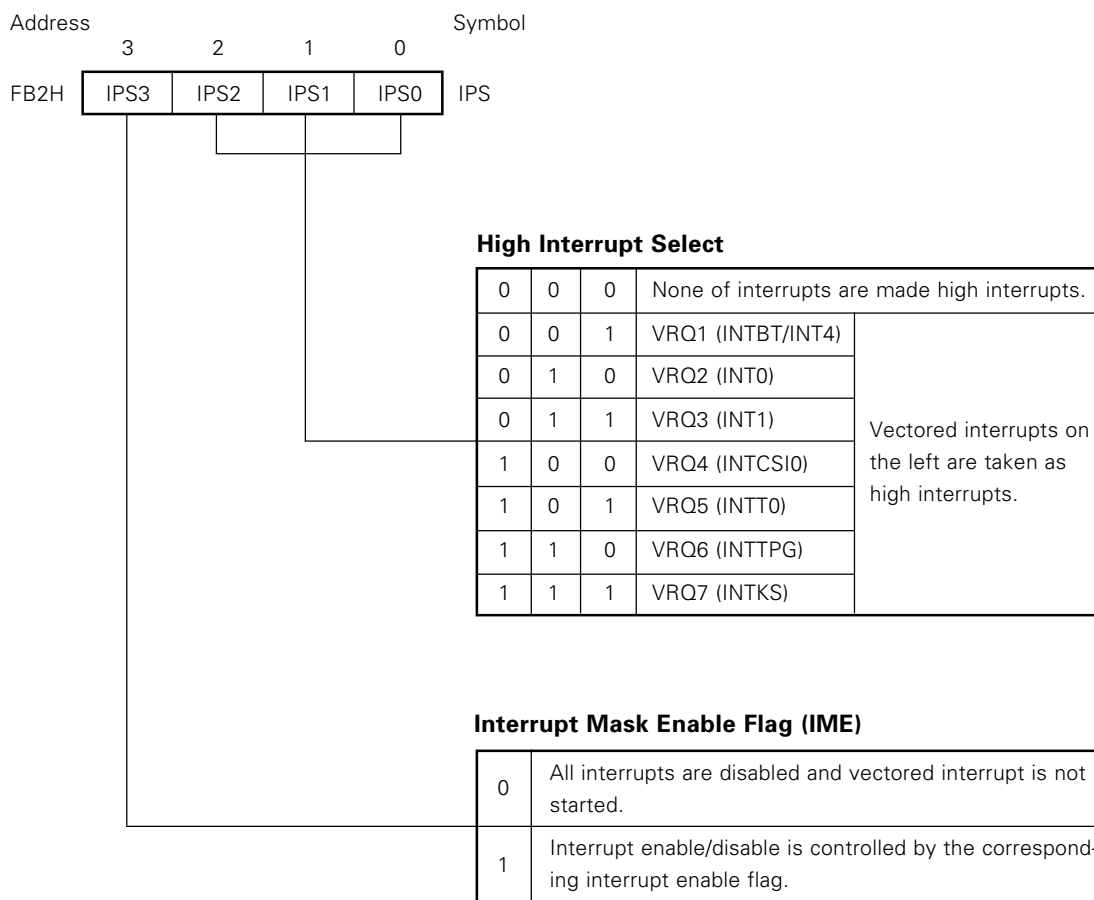 Address Symbol
3 2 1 0
FB2H IPS3 IPS2 IPS1 IPS0 IPS
High Interrupt Select
0 0 0 None of interrupts are made high interrupts.
0 0 1 VRQ1 (INTBT/INT4)
0 1 0 VRQ2 (INT0)
0 1 1 VRQ3 (INT1)
1 0 0 VRQ4 (INTCSI0)
1 0 1 VRQ5 (INTT0)
1 1 0 VRQ6 (INTTPG)
1 1 1 VRQ7 (INTKS)
Vectored interrupts on
the left are taken as
high interrupts.
Interrupt Mask Enable Flag (IME)
0 All interrupts are disabled and vectored interrupt is not
started.
1 Interrupt enable/disable is controlled by the correspond-
ing interrupt enable flag.